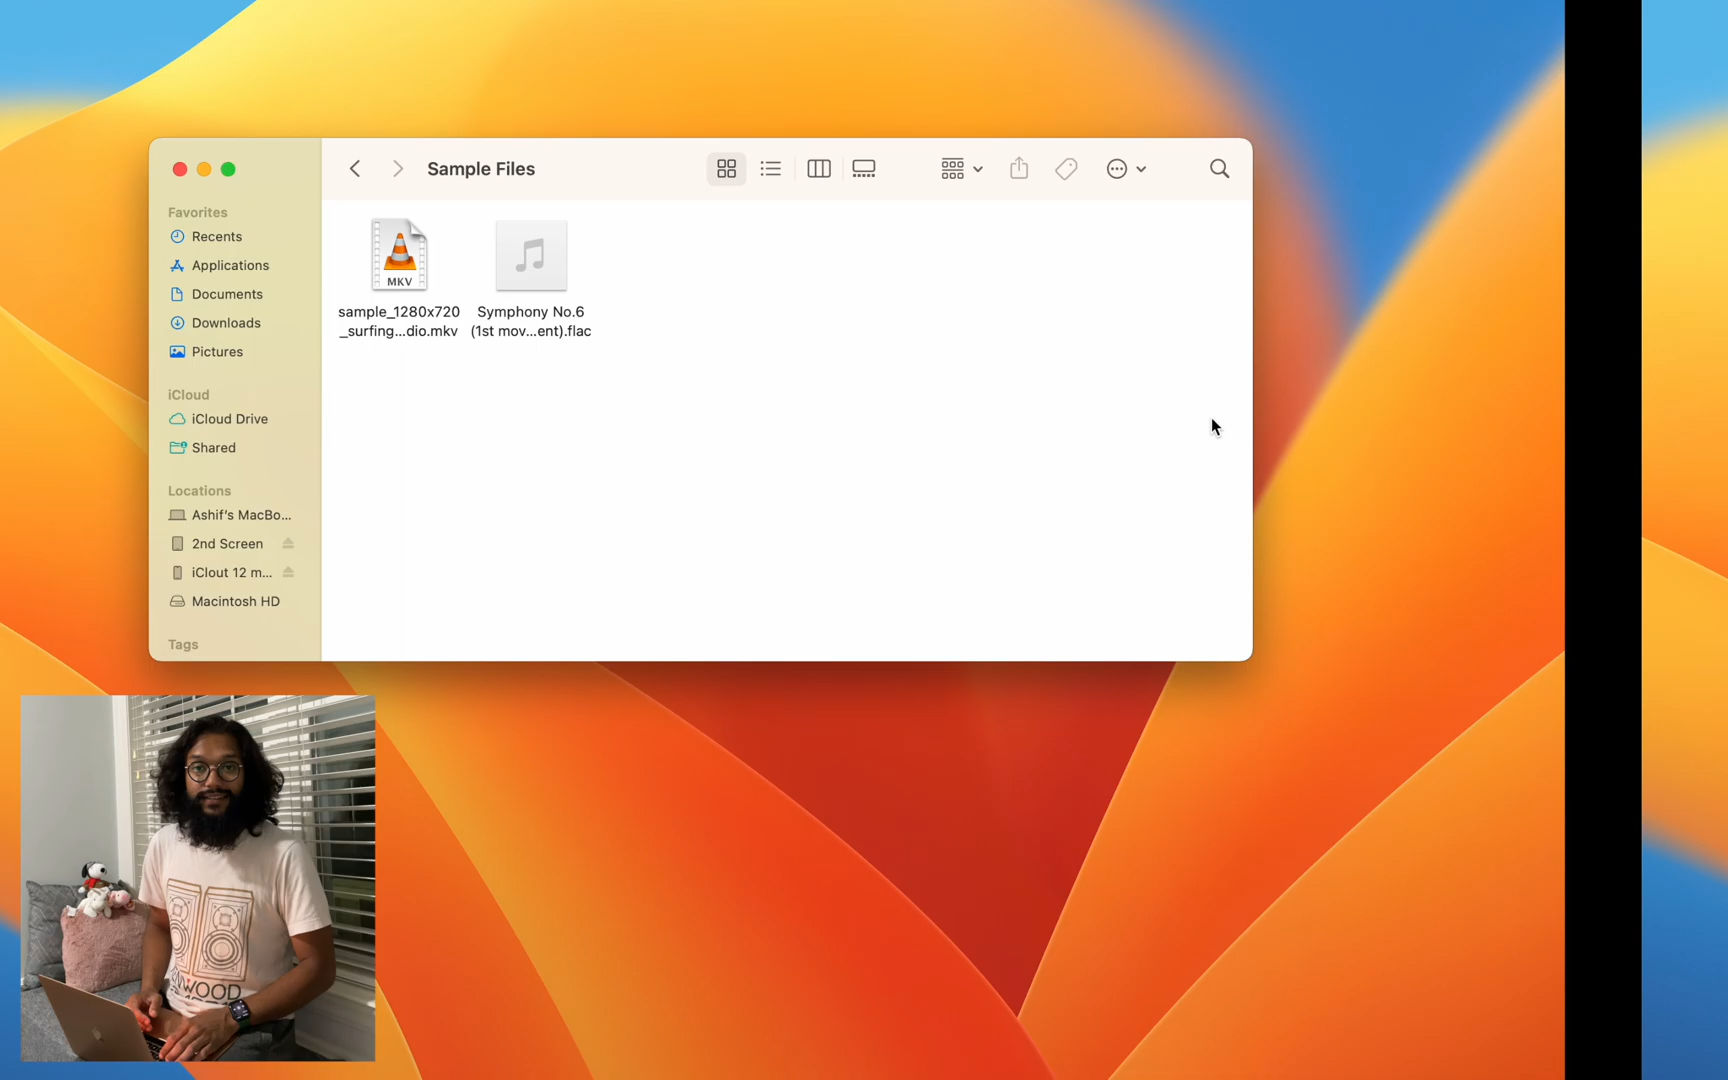 Sample Files
Favorites
Recents
Applications
Documents
Downloads
Pictures
iCloud
iCloud Drive
Shared
Locations
Ashif's MacBo...
2nd Screen
iClout 12 m...
Macintosh HD
Tags
MKV
sample_1280x720
_surfing...dio.mkv
Symphony No.6
(1st mov...ent).flac